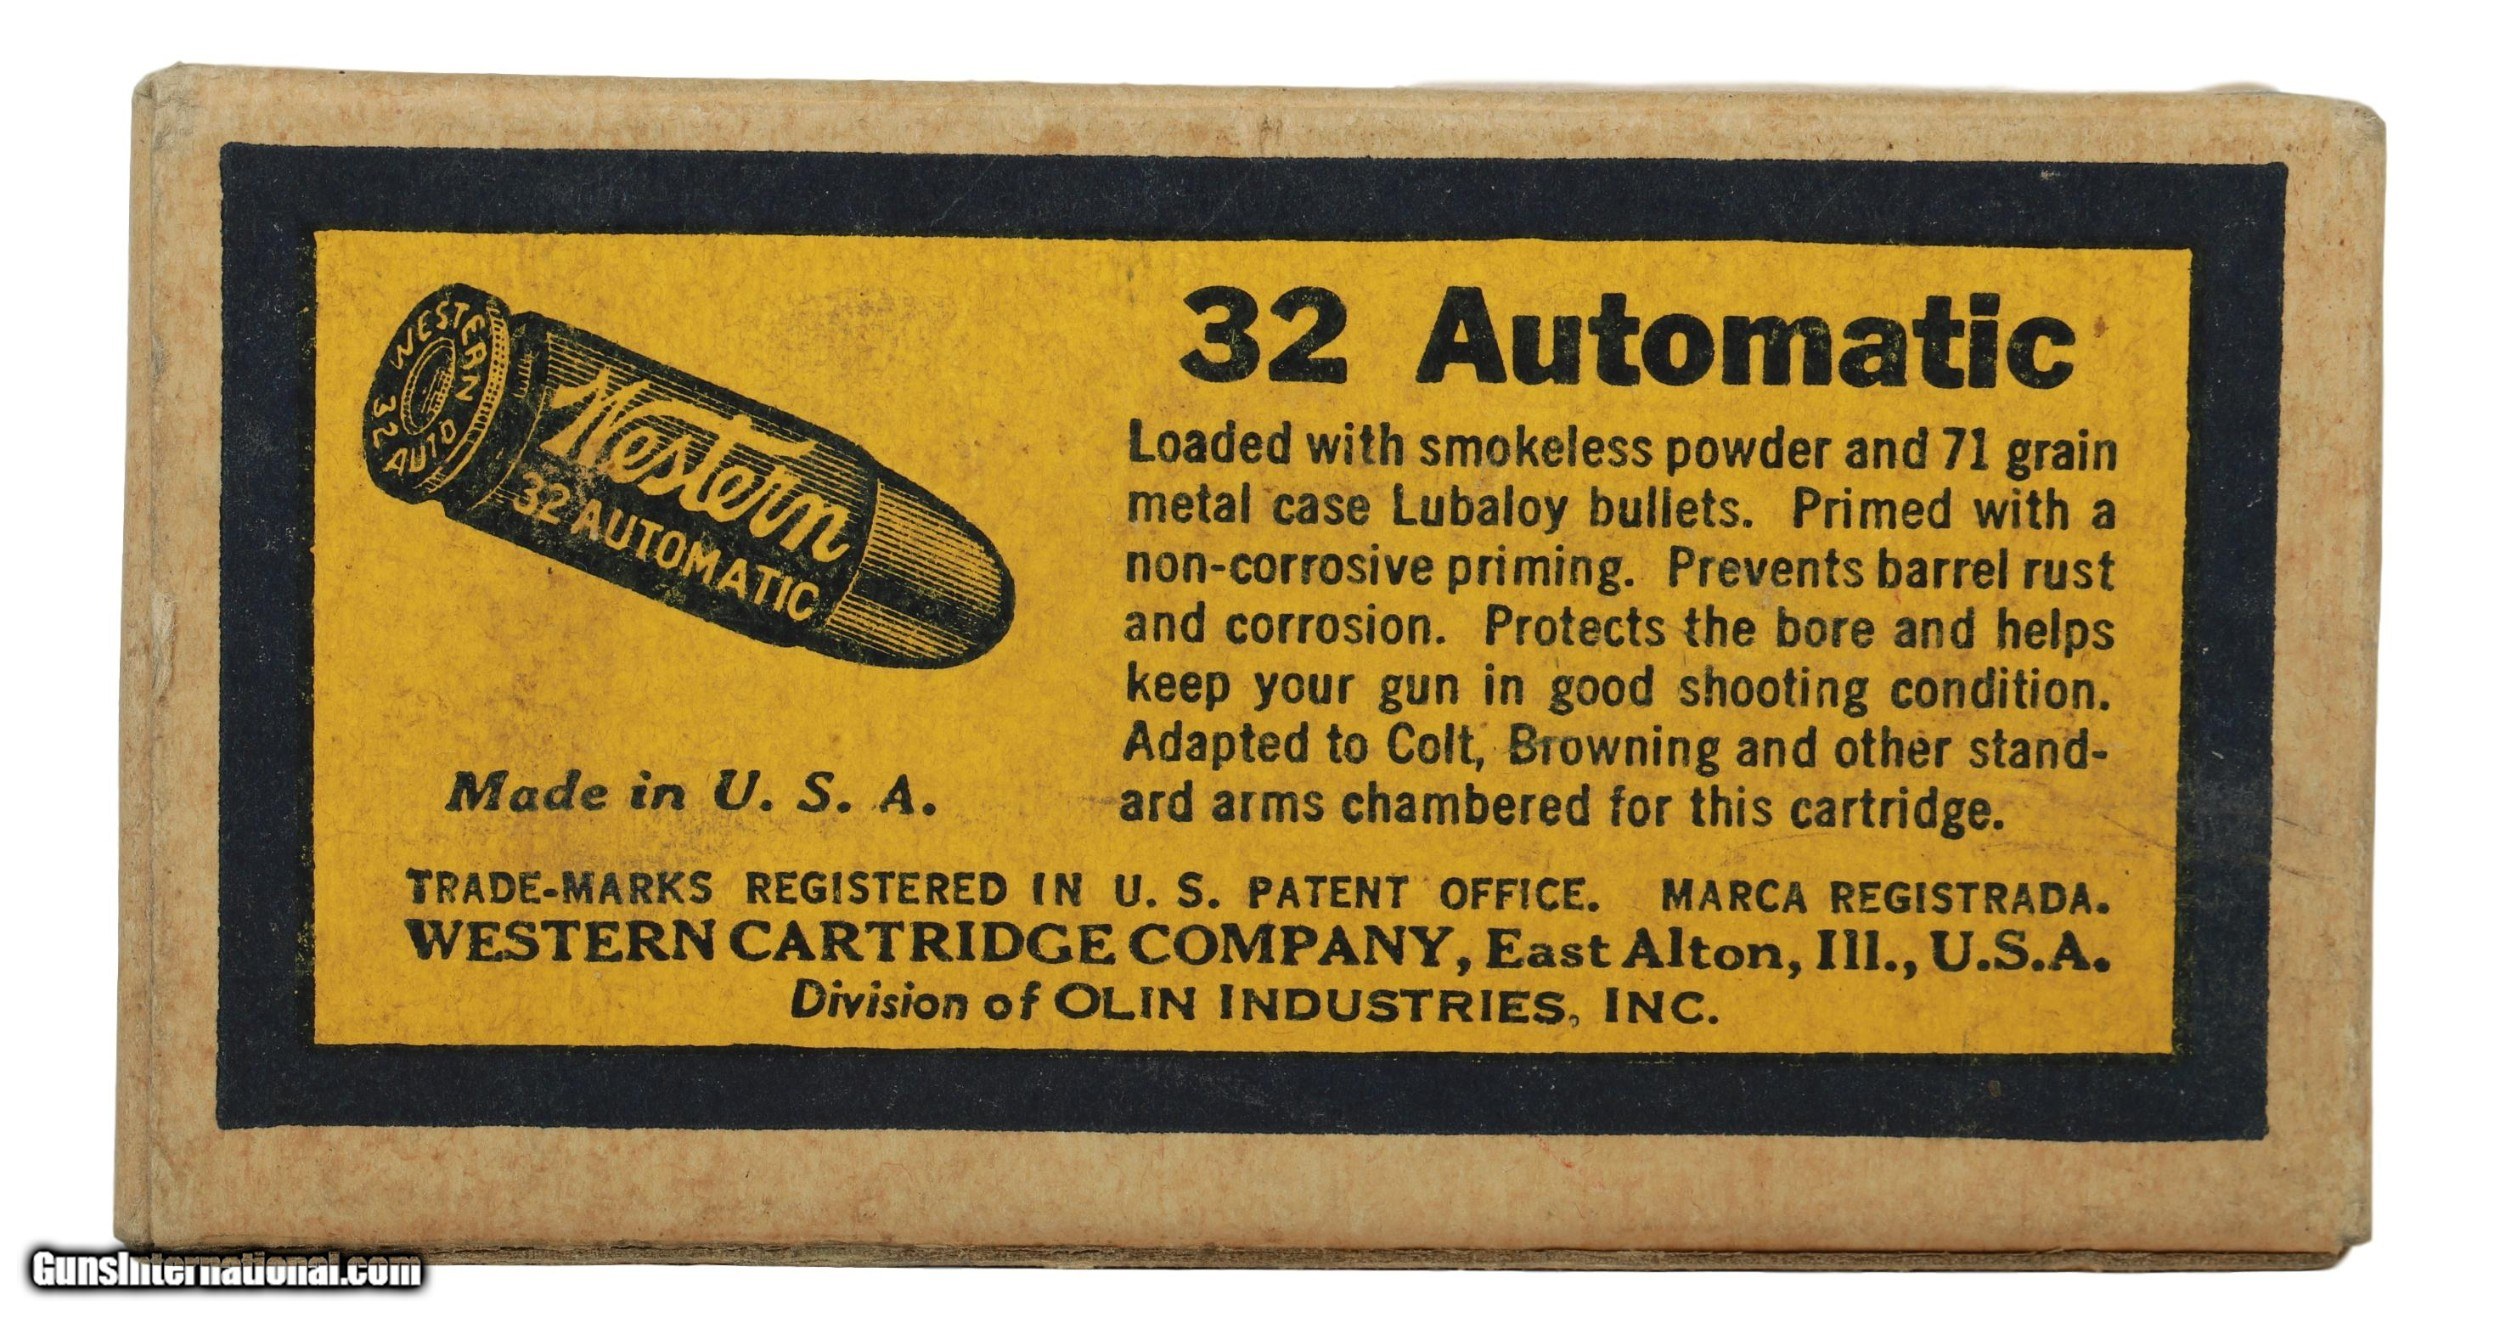 WESTERN
32 AUTO
Western
32 AUTOMATIC
Made in U. S. A.
32 Automatic
Loaded with smokeless powder and 71 grain
metal case Lubaloy bullets. Primed with a
non-corrosive priming. Prevents barrel rust
and corrosion. Protects the bore and helps
keep your gun in good shooting condition.
Adapted to Colt, Browning and other stand-
ard arms chambered for this cartridge.
TRADE-MARKS REGISTERED IN U. S. PATENT OFFICE. MARCA REGISTRADA.
WESTERN CARTRIDGE COMPANY, East Alton, Ill., U.S.A.
Division of OLIN INDUSTRIES, INC.
GunsInternational.com